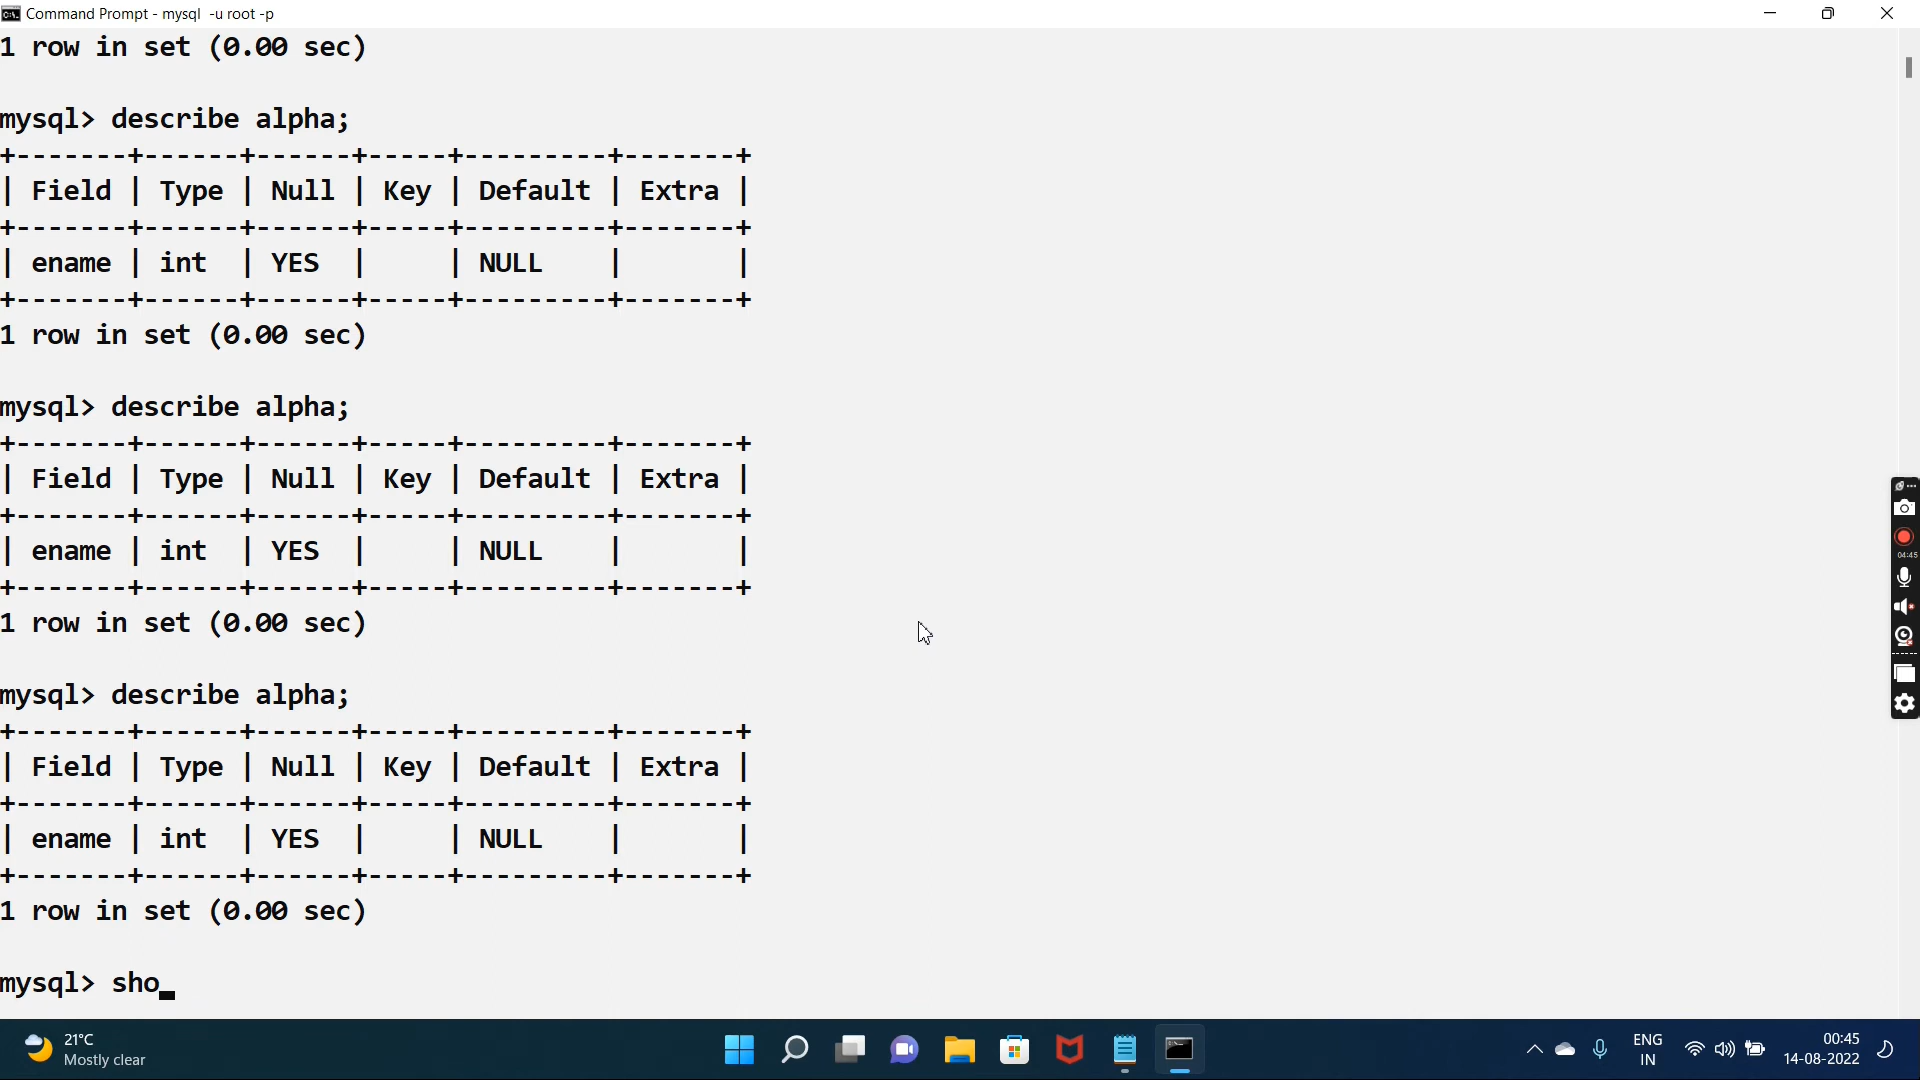 Command Prompt - mysql -u root -p
1 row in set (0.00 sec)
mysql> describe alpha;
+-------+------+------+-----+---------+-------+
| Field | Type | Null | Key | Default | Extra |
+-------+------+------+-----+---------+-------+
| ename | int  | YES  |     | NULL    |       |
+-------+------+------+-----+---------+-------+
1 row in set (0.00 sec)
mysql> describe alpha;
+-------+------+------+-----+---------+-------+
| Field | Type | Null | Key | Default | Extra |
+-------+------+------+-----+---------+-------+
| ename | int  | YES  |     | NULL    |       |
+-------+------+------+-----+---------+-------+
1 row in set (0.00 sec)
mysql> describe alpha;
+-------+------+------+-----+---------+-------+
| Field | Type | Null | Key | Default | Extra |
+-------+------+------+-----+---------+-------+
| ename | int  | YES  |     | NULL    |       |
+-------+------+------+-----+---------+-------+
1 row in set (0.00 sec)
mysql> sho_
04:45
21°C
Mostly clear
ENG
IN
00:45
14-08-2022